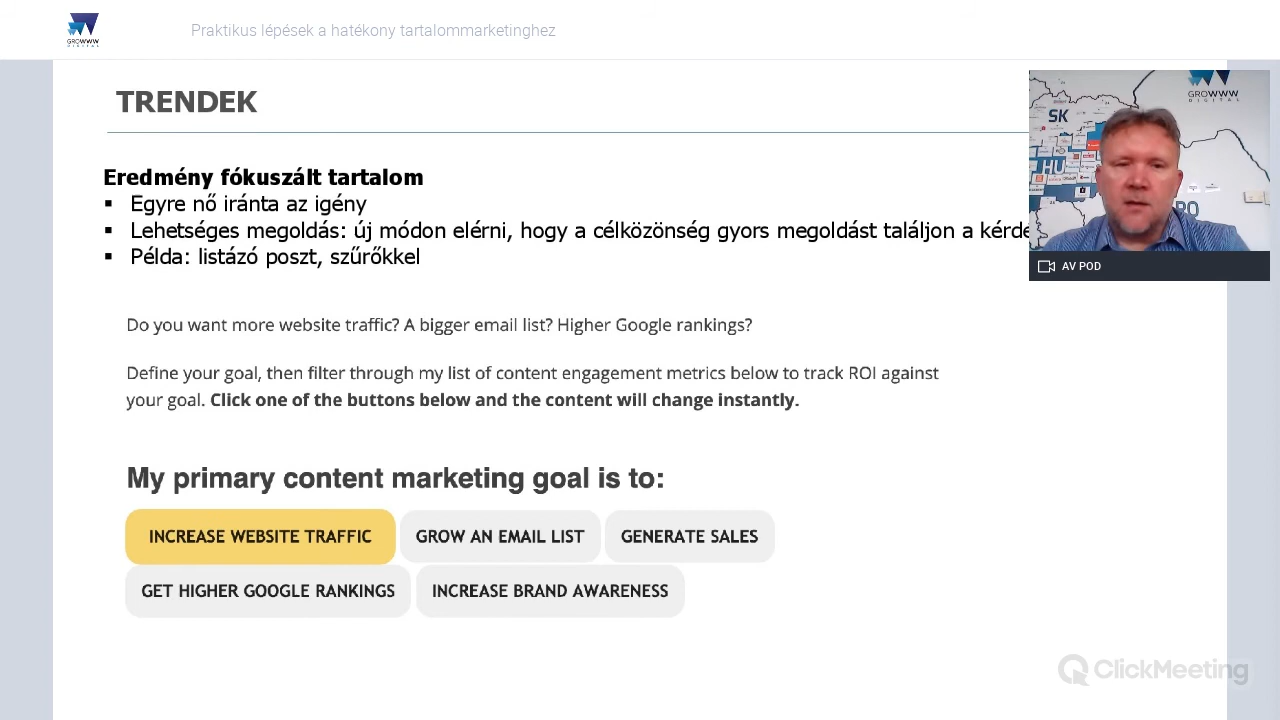 GROWWW
DIGITAL
Praktikus lépések a hatékony tartalommarketinghez
TRENDEK
GROWWW
DIGITAL
SK
HU
RO
AV POD
Eredmény fókuszált tartalom
▪ Egyre nő iránta az igény
▪ Lehetséges megoldás: új módon elérni, hogy a célközönség gyors megoldást találjon a kérde
▪ Példa: listázó poszt, szűrőkkel
Do you want more website traffic? A bigger email list? Higher Google rankings?
Define your goal, then filter through my list of content engagement metrics below to track ROI against
your goal. Click one of the buttons below and the content will change instantly.
My primary content marketing goal is to:
INCREASE WEBSITE TRAFFIC GROW AN EMAIL LIST GENERATE SALES
GET HIGHER GOOGLE RANKINGS INCREASE BRAND AWARENESS
ClickMeeting